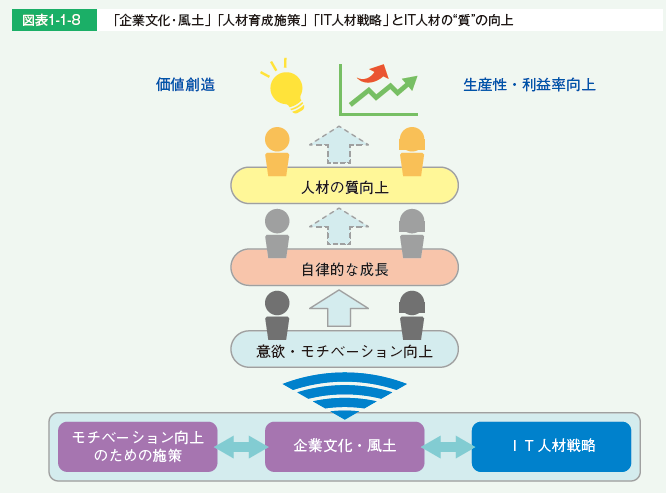 図表1-1-8 「企業文化・風土」「人材育成施策」「IT人材戦略」とIT人材の“質”の向上
価値創造
生産性・利益率向上
人材の質向上
自律的な成長
意欲・モチベーション向上
モチベーション向上
のための施策
企業文化・風土
IT人材戦略